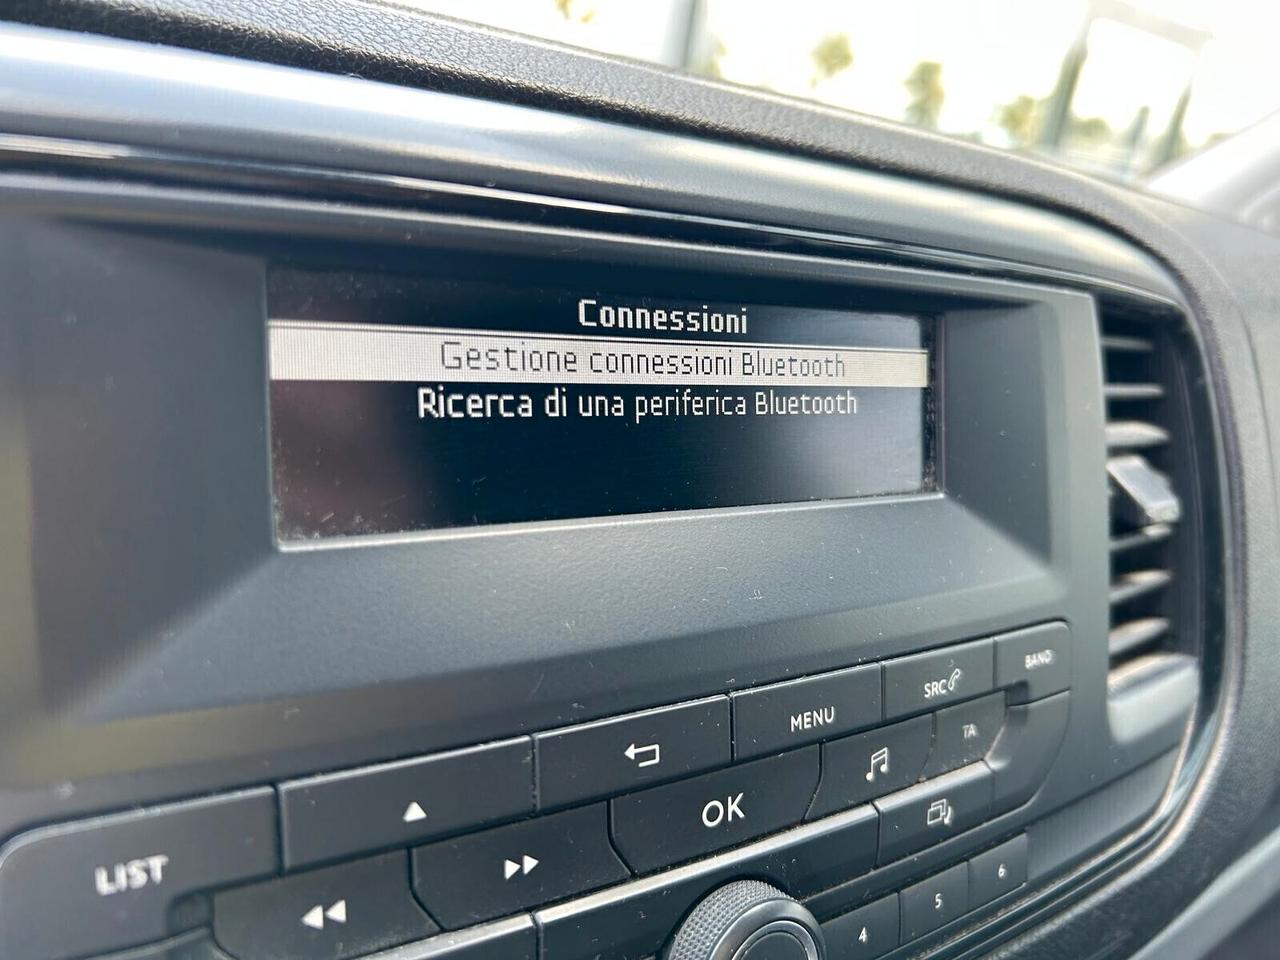 Connessioni
Gestione connessioni Bluetooth
Ricerca di una periferica Bluetooth
BAND
SRC
MENU
TA
OK
LIST
6
5
4